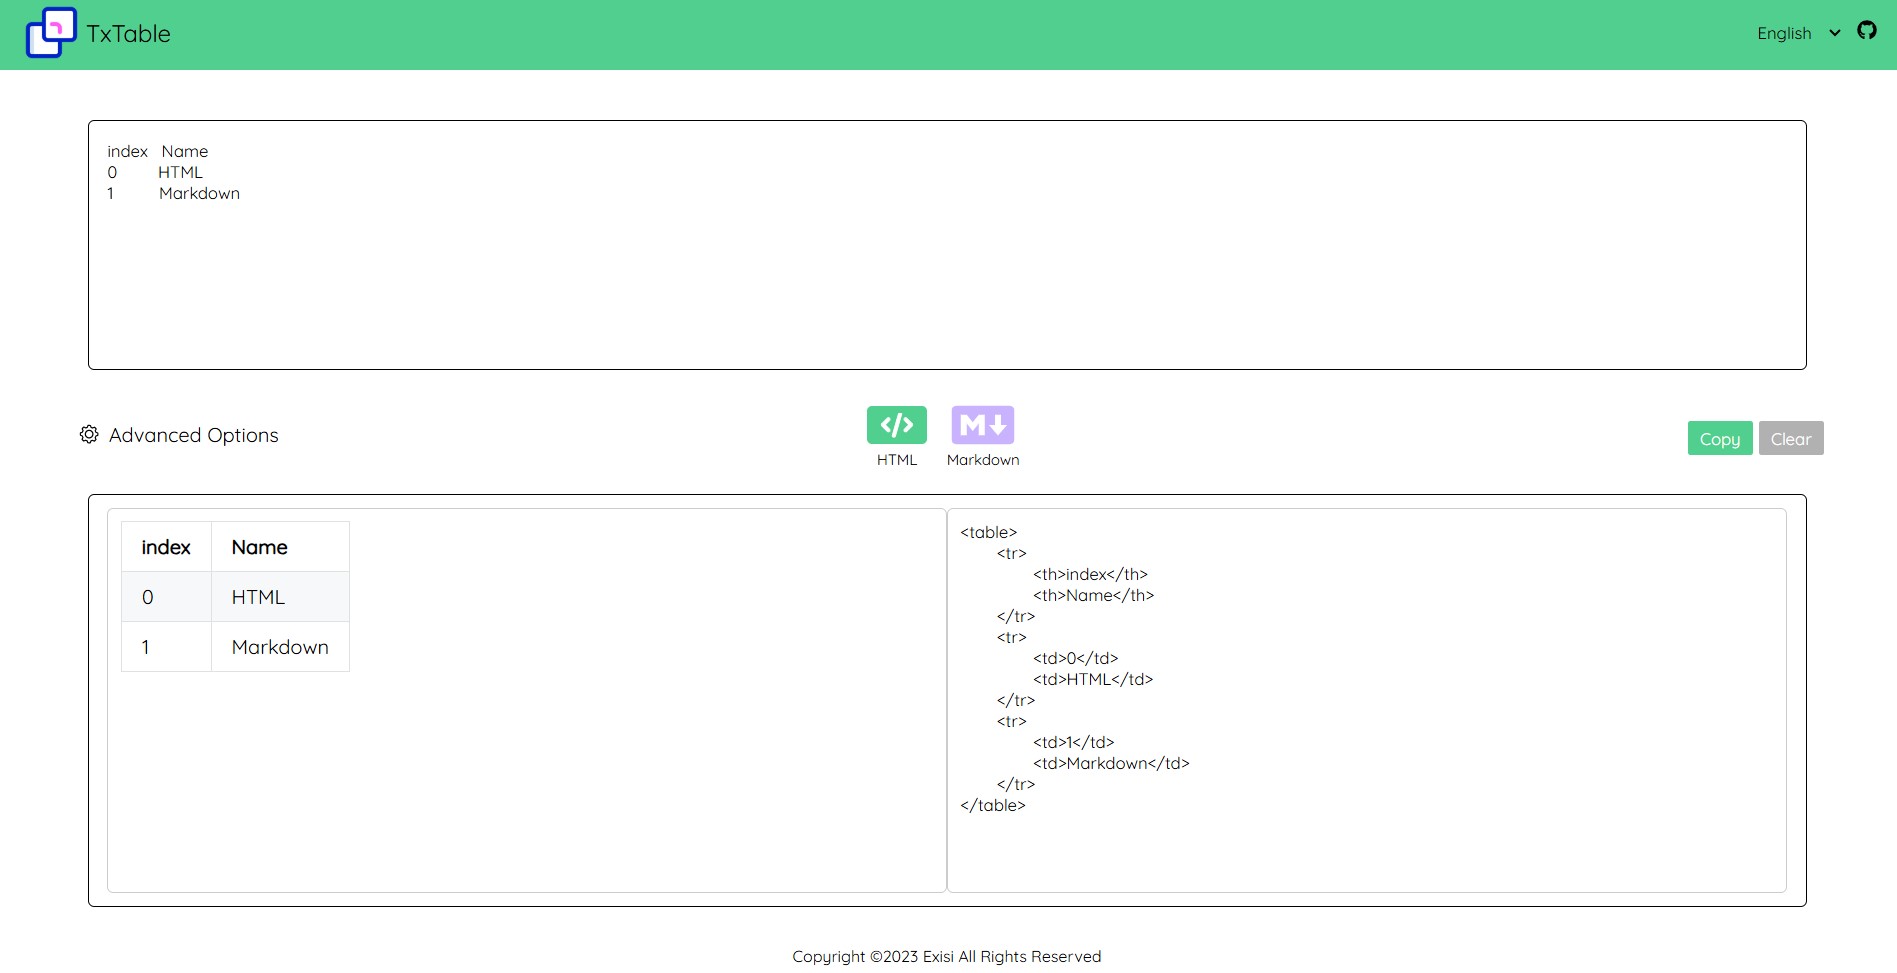 TxTable
English
index Name
0 HTML
1 Markdown
Advanced Options
</>
HTML
M
Markdown
Copy
Clear
index Name
0 HTML
1 Markdown
<table>
<tr>
<th>index</th>
<th>Name</th>
</tr>
<tr>
<td>0</td>
<td>HTML</td>
</tr>
<tr>
<td>1</td>
<td>Markdown</td>
</tr>
</table>
Copyright ©2023 Exisi All Rights Reserved